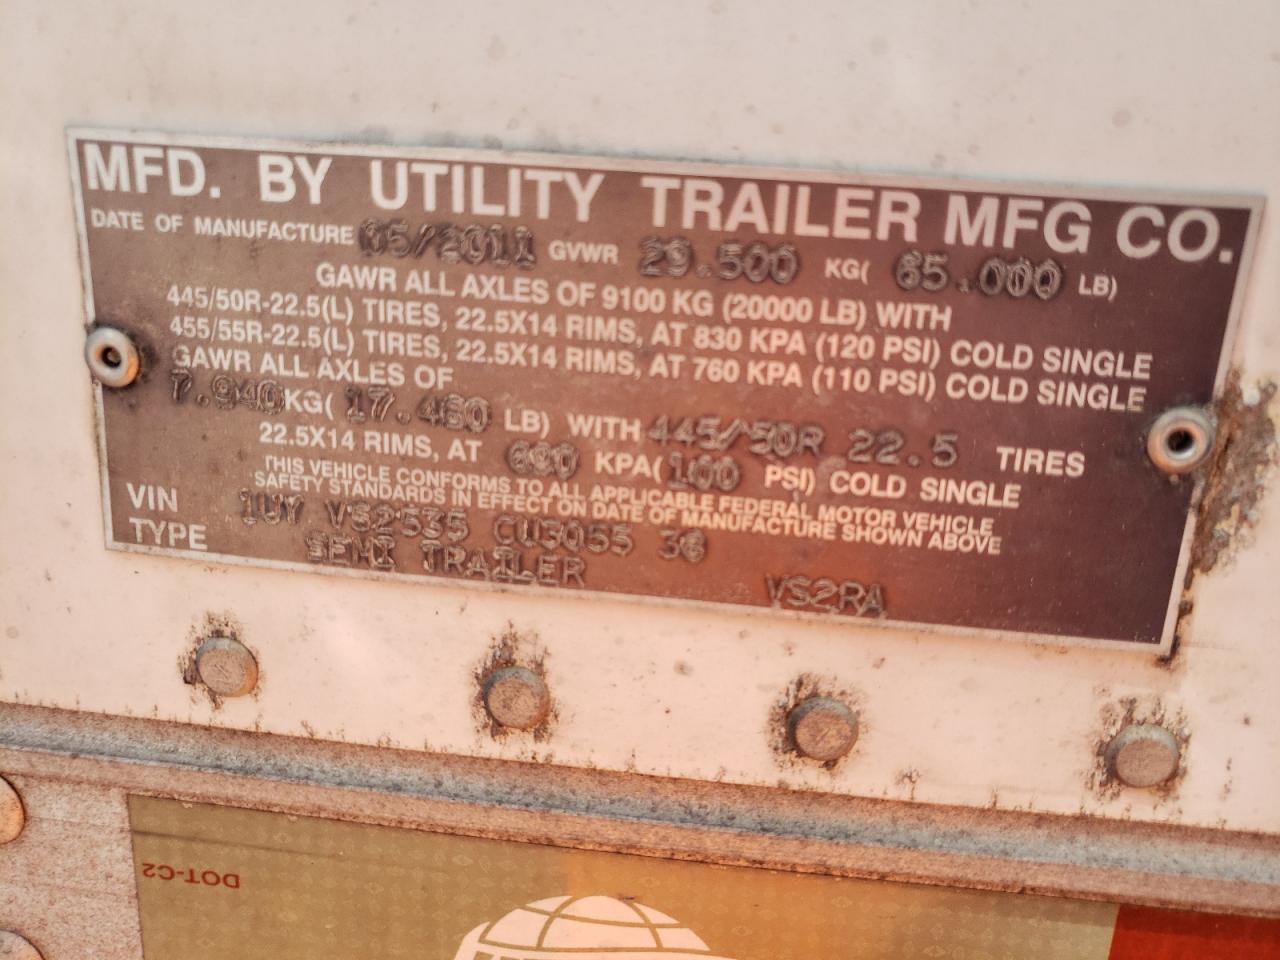 MFD. BY UTILITY TRAILER MFG CO.
DATE OF MANUFACTURE 05/2011 GVWR 29.500 KG( 65.000 LB)
GAWR ALL AXLES OF 9100 KG (20000 LB) WITH
445/50R-22.5(L) TIRES, 22.5X14 RIMS, AT 830 KPA (120 PSI) COLD SINGLE
455/55R-22.5(L) TIRES, 22.5X14 RIMS, AT 760 KPA (110 PSI) COLD SINGLE
GAWR ALL AXLES OF
7.940KG( 17.460 LB) WITH 445/50R 22.5 TIRES
22.5X14 RIMS, AT 690 KPA( 100 PSI) COLD SINGLE
THIS VEHICLE CONFORMS TO ALL APPLICABLE FEDERAL MOTOR VEHICLE
SAFETY STANDARDS IN EFFECT ON DATE OF MANUFACTURE SHOWN ABOVE
VIN 1UY VS2535 CU3055 36
TYPE SEMI TRAILER VS2RA
DOT-C2